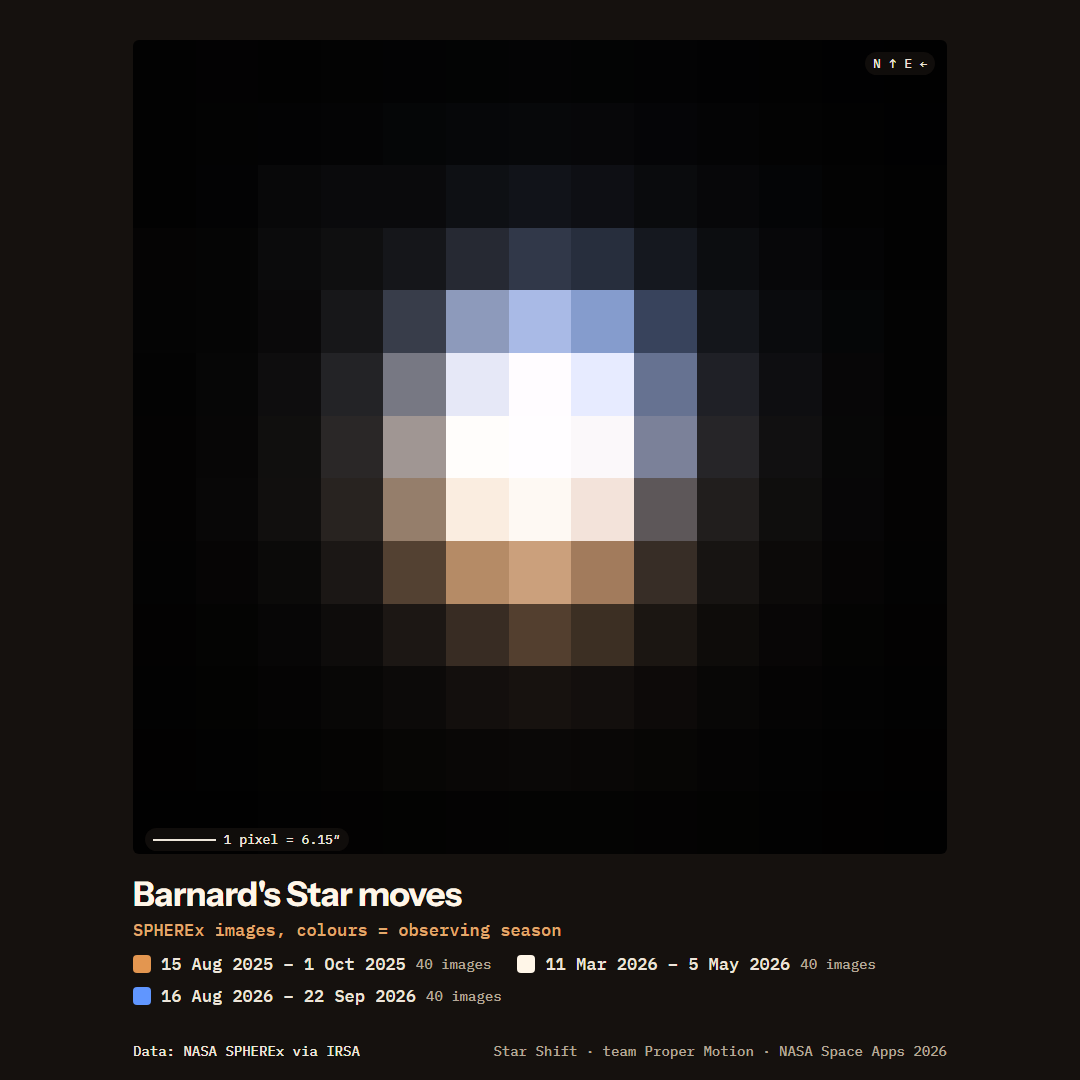 N ↑ E ←
1 pixel = 6.15″
Barnard's Star moves
SPHEREx images, colours = observing season
15 Aug 2025 – 1 Oct 2025 40 images 11 Mar 2026 – 5 May 2026 40 images
16 Aug 2026 – 22 Sep 2026 40 images
Data: NASA SPHEREx via IRSA Star Shift · team Proper Motion · NASA Space Apps 2026